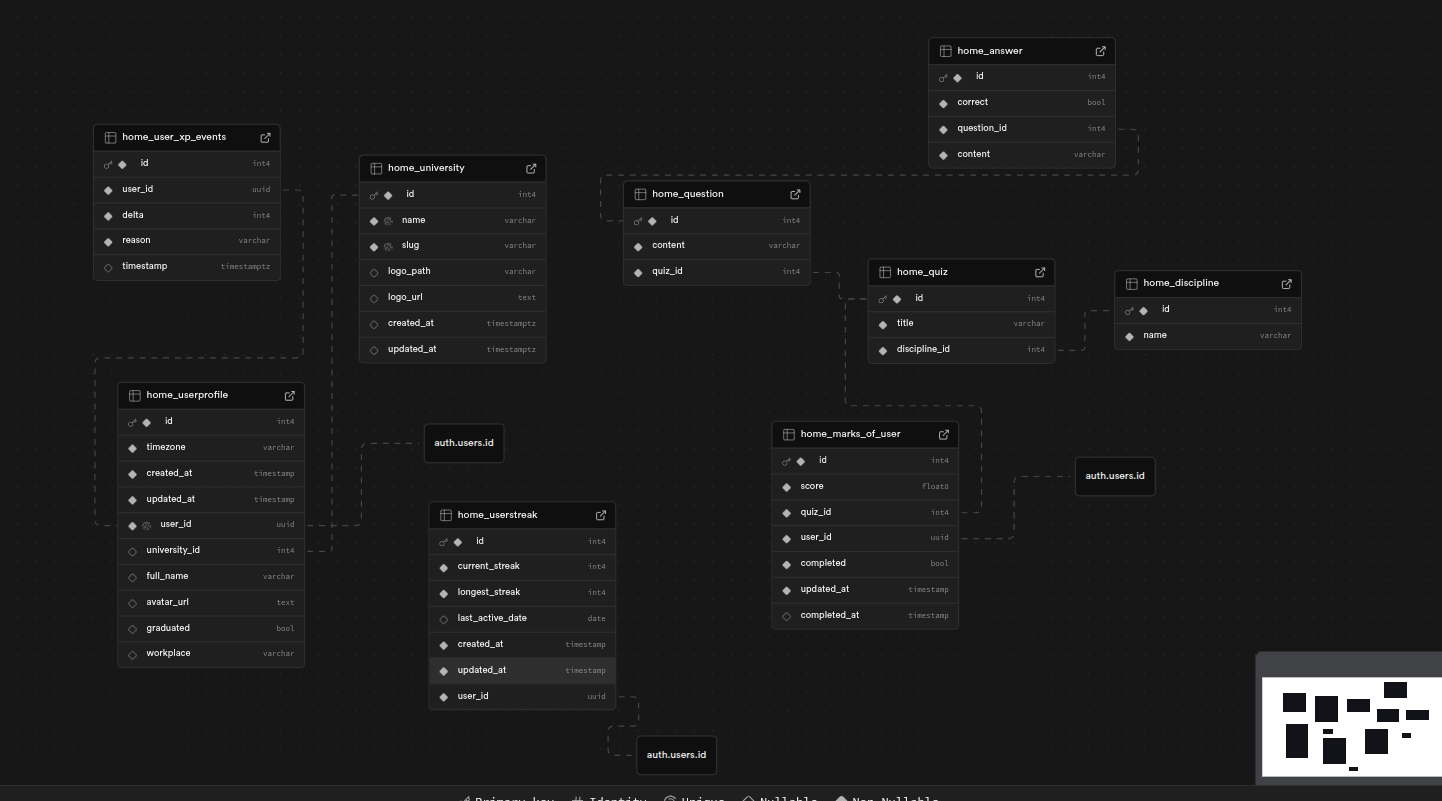 home_answer
id int4
correct bool
question_id int4
content varchar
home_user_xp_events
id int4
user_id uuid
delta int4
reason varchar
timestamp timestamptz
home_university
id int4
name varchar
slug varchar
logo_path varchar
logo_url text
created_at timestamptz
updated_at timestamptz
home_question
id int4
content varchar
quiz_id int4
home_quiz
id int4
title varchar
discipline_id int4
home_discipline
id int4
name varchar
home_userprofile
id int4
timezone varchar
created_at timestamp
updated_at timestamp
user_id uuid
university_id int4
full_name varchar
avatar_url text
graduated bool
workplace varchar
auth.users.id
home_userstreak
id int4
current_streak int4
longest_streak int4
last_active_date date
created_at timestamp
updated_at timestamp
user_id uuid
auth.users.id
home_marks_of_user
id int4
score float8
quiz_id int4
user_id uuid
completed bool
updated_at timestamp
completed_at timestamp
auth.users.id
Primary key Identity Unique Nullable Non-Nullable